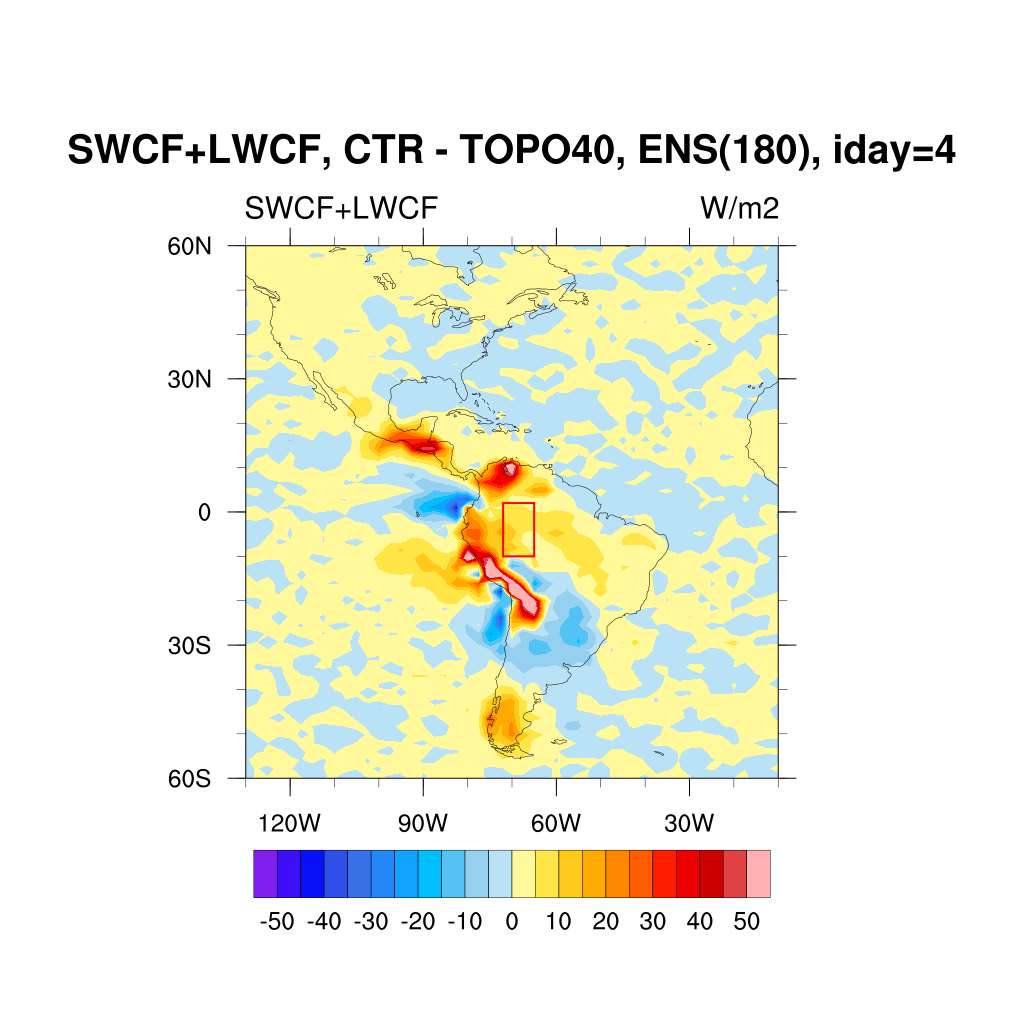 SWCF+LWCF, CTR - TOPO40, ENS(180), iday=4
SWCF+LWCF W/m2
60N
30N
0
30S
60S
120W 90W 60W 30W
-50 -40 -30 -20 -10 0 10 20 30 40 50